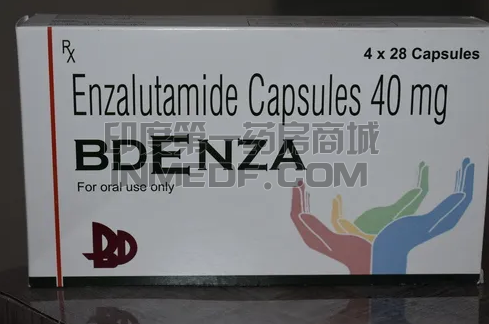 Rx
4 x 28 Capsules
Enzalutamide Capsules 40 mg
印度第一药房商城
BDENZA
INMEDF.COM
For oral use only
BD